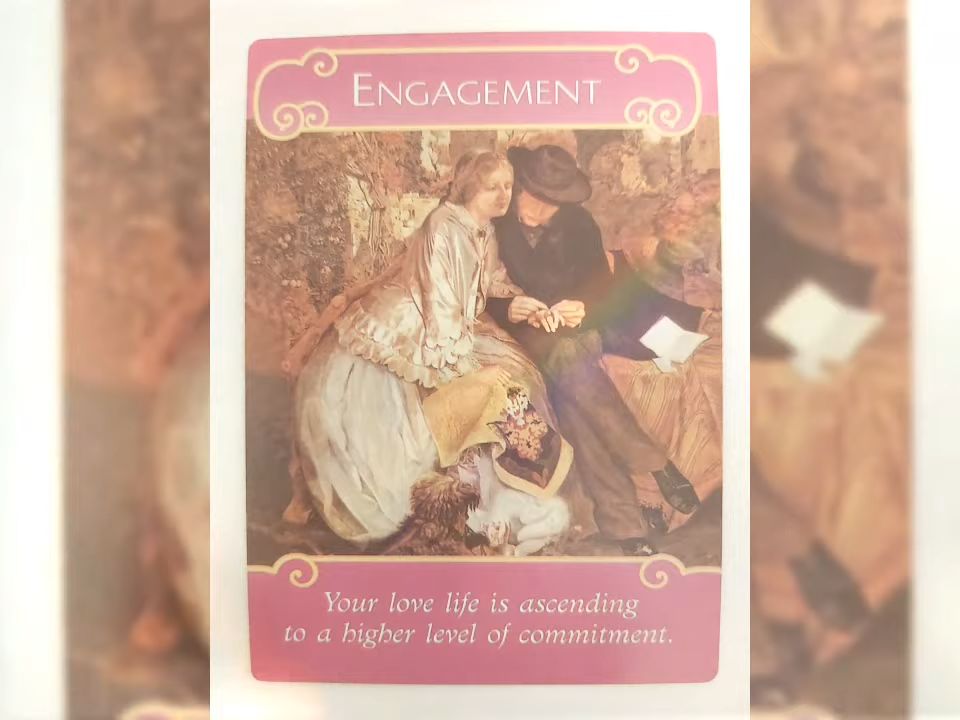 ENGAGEMENT
Your love life is ascending
to a higher level of commitment.